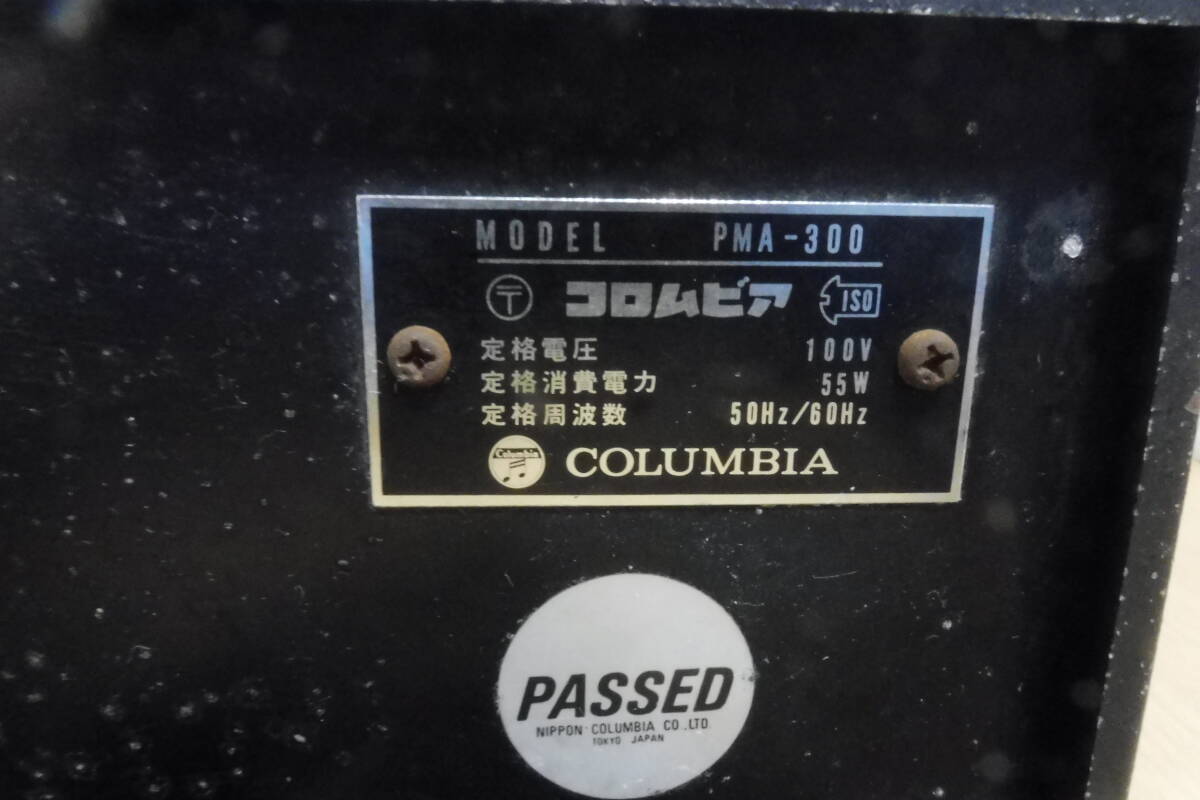 MODEL PMA-300
〒 コロムビア ISO
定格電圧 100V
定格消費電力 55W
定格周波数 50Hz/60Hz
Columbia COLUMBIA
PASSED
NIPPON COLUMBIA CO.,LTD.
TOKYO JAPAN